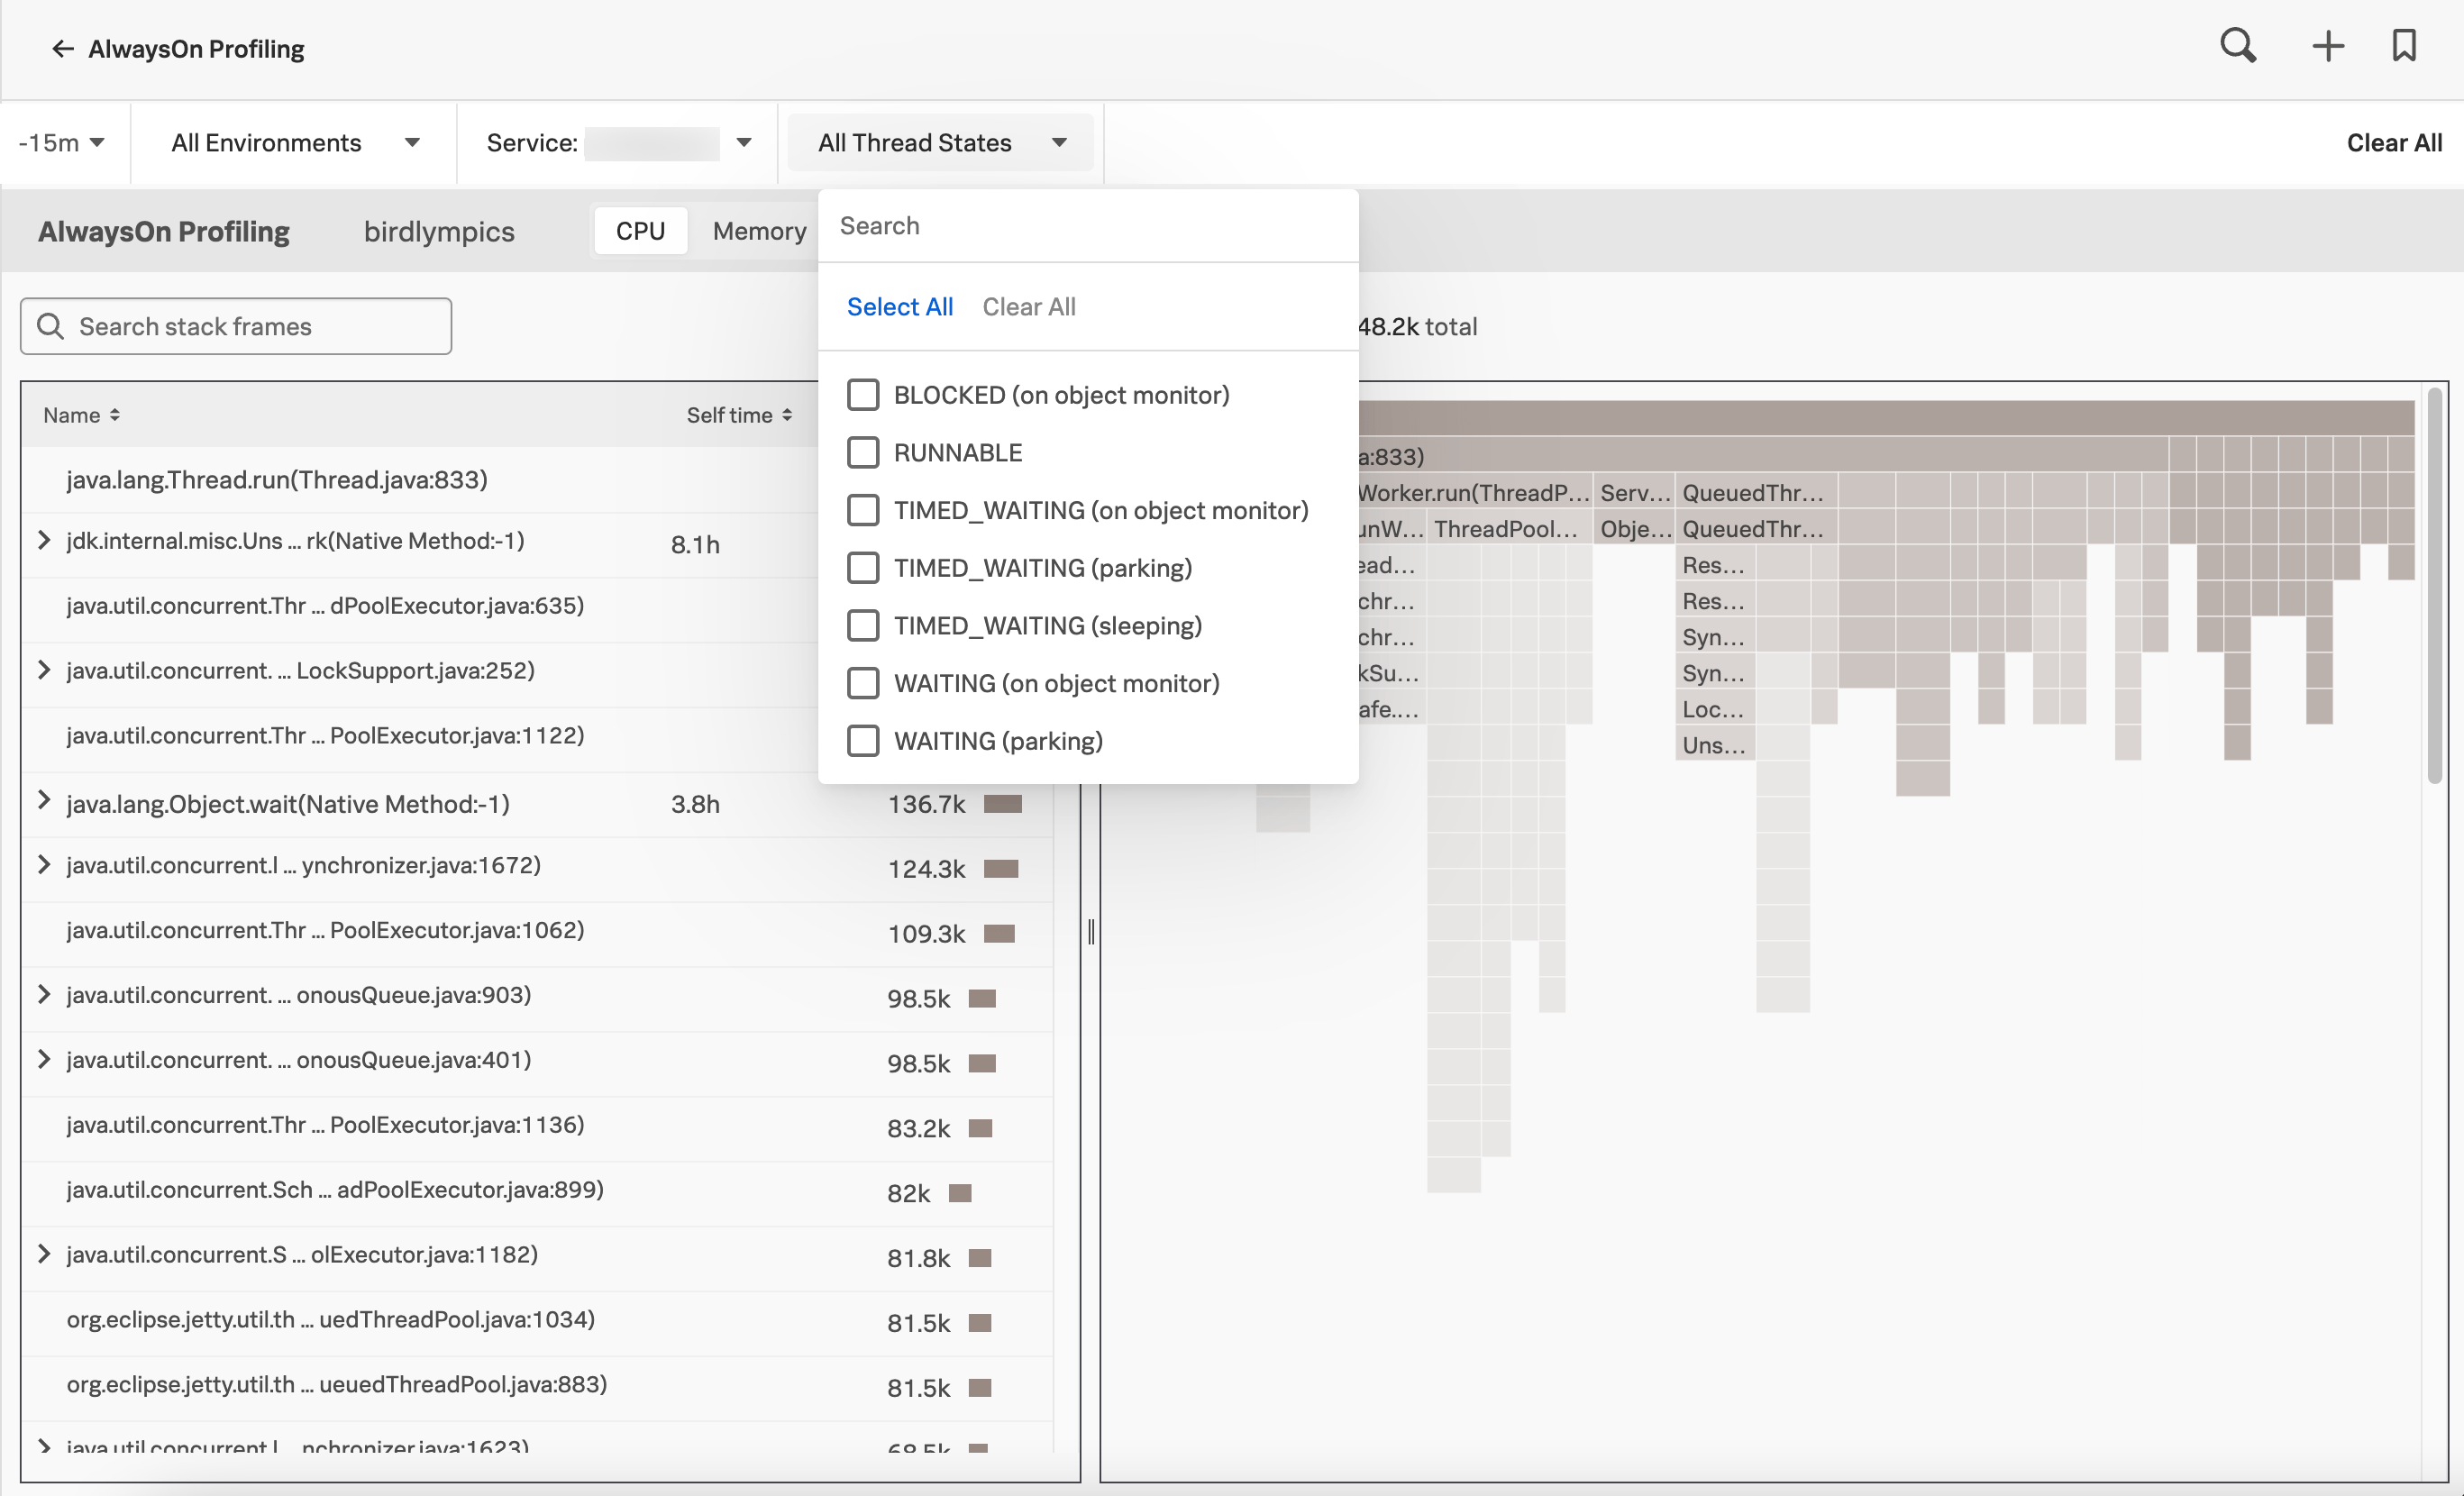 AlwaysOn Profiling
-15m
All Environments
Service:
All Thread States
Clear All
AlwaysOn Profiling
birdlympics
CPU
Memory
Search
Select All
Clear All
BLOCKED (on object monitor)
RUNNABLE
TIMED_WAITING (on object monitor)
TIMED_WAITING (parking)
TIMED_WAITING (sleeping)
WAITING (on object monitor)
WAITING (parking)
Search stack frames
Name
Self time
java.lang.Thread.run(Thread.java:833)
jdk.internal.misc.Uns ... rk(Native Method:-1)
8.1h
java.util.concurrent.Thr ... dPoolExecutor.java:635)
java.util.concurrent. ... LockSupport.java:252)
java.util.concurrent.Thr ... PoolExecutor.java:1122)
java.lang.Object.wait(Native Method:-1)
3.8h
136.7k
java.util.concurrent.l ... ynchronizer.java:1672)
124.3k
java.util.concurrent.Thr ... PoolExecutor.java:1062)
109.3k
java.util.concurrent. ... onousQueue.java:903)
98.5k
java.util.concurrent. ... onousQueue.java:401)
98.5k
java.util.concurrent.Thr ... PoolExecutor.java:1136)
83.2k
java.util.concurrent.Sch ... adPoolExecutor.java:899)
82k
java.util.concurrent.S ... olExecutor.java:1182)
81.8k
org.eclipse.jetty.util.th ... uedThreadPool.java:1034)
81.5k
org.eclipse.jetty.util.th ... ueuedThreadPool.java:883)
81.5k
java.util.concurrent.l ... nchronizer.java:1623)
68.5k
48.2k total
a:833)
Worker.run(ThreadP...
Serv...
QueuedThr...
unW...
ThreadPool...
Obje...
QueuedThr...
ead...
Res...
chr...
Res...
chr...
Syn...
kSu...
Syn...
afe....
Loc...
Uns...